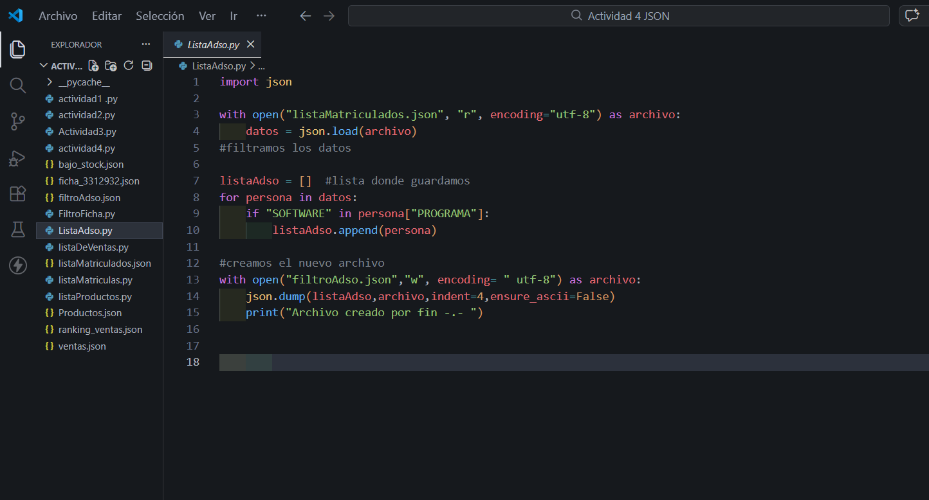 Archivo Editar Selección Ver Ir ··· Actividad 4 JSON
EXPLORADOR ···
ACTIV...
__pycache__
actividad1 .py
actividad2.py
Actividad3.py
actividad4.py
bajo_stock.json
ficha_3312932.json
filtroAdso.json
FiltroFicha.py
ListaAdso.py
listaDeVentas.py
listaMatriculados.json
listaMatriculas.py
listaProductos.py
Productos.json
ranking_ventas.json
ventas.json
ListaAdso.py
ListaAdso.py > ...
1 import json
2
3 with open("listaMatriculados.json", "r", encoding="utf-8") as archivo:
4 datos = json.load(archivo)
5 #filtramos los datos
6
7 listaAdso = [] #lista donde guardamos
8 for persona in datos:
9 if "SOFTWARE" in persona["PROGRAMA"]:
10 listaAdso.append(persona)
11
12 #creamos el nuevo archivo
13 with open("filtroAdso.json","w", encoding= " utf-8") as archivo:
14 json.dump(listaAdso,archivo,indent=4,ensure_ascii=False)
15 print("Archivo creado por fin -.- ")
16
17
18